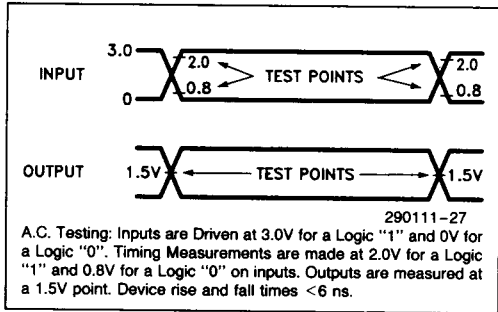 3.0
INPUT
0
2.0
0.8
TEST POINTS
2.0
0.8
OUTPUT
1.5V
TEST POINTS
1.5V
290111-27
A.C. Testing: Inputs are Driven at 3.0V for a Logic "1" and 0V for
a Logic "0". Timing Measurements are made at 2.0V for a Logic
"1" and 0.8V for a Logic "0" on inputs. Outputs are measured at
a 1.5V point. Device rise and fall times <6 ns.